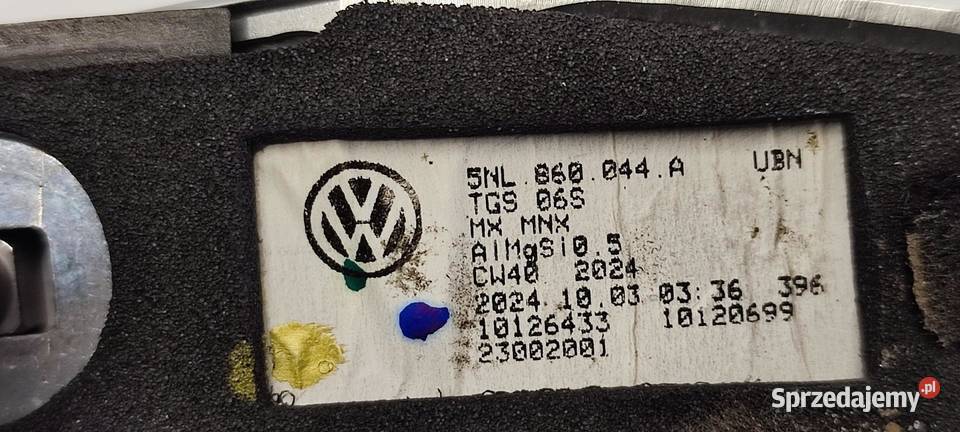 5NL.860.044.A UBN
TGS 06S
MX MNX
AlMgSi0.5
CW40 2024
2024.10.03 03:36 396
10126433 10120699
23002001
Sprzedajemy.pl